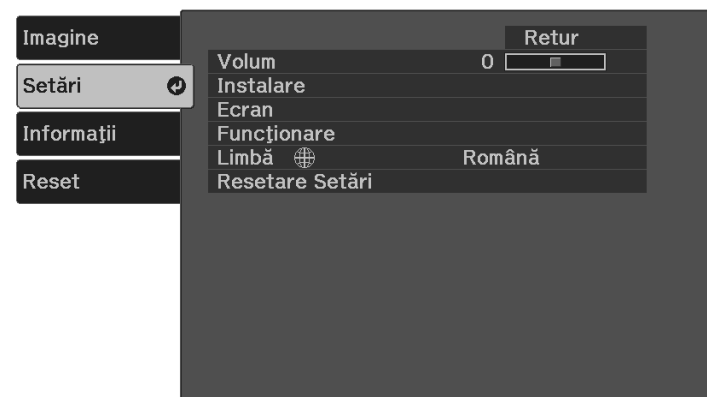 Imagine
Setări
Informaţii
Reset
Retur
Volum 0
Instalare
Ecran
Funcţionare
Limbă Română
Resetare Setări